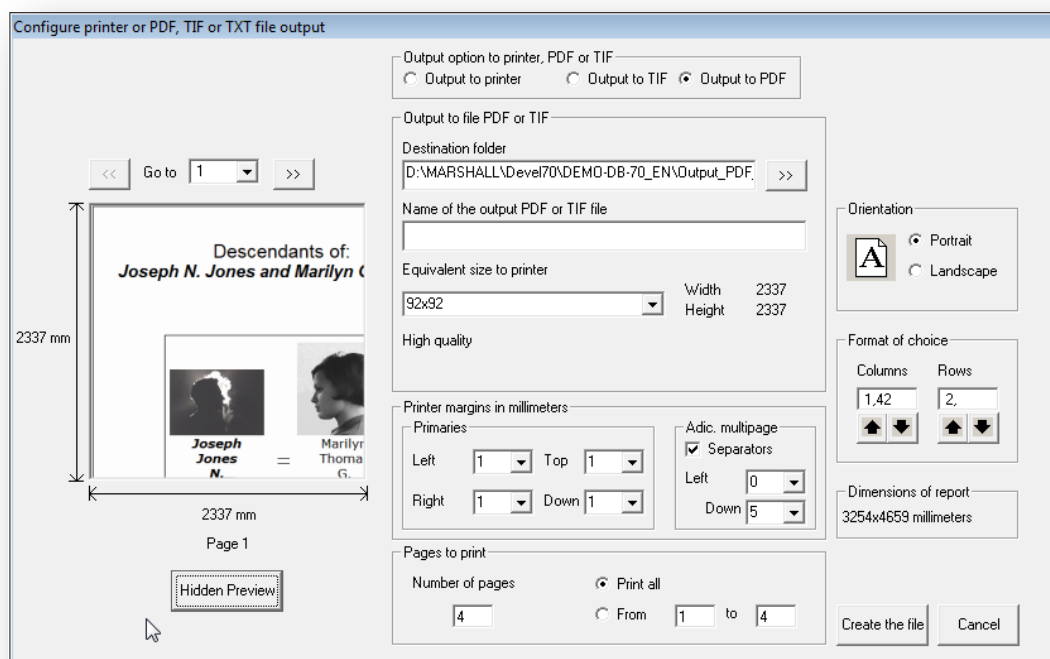 Configure printer or PDF, TIF or TXT file output
Output option to printer, PDF or TIF
Output to printer Output to TIF Output to PDF
Output to file PDF or TIF
Destination folder
D:\MARSHALL\Devel70\DEMO-DB-70_EN\Output_PDF_
>>
Name of the output PDF or TIF file
Equivalent size to printer
92x92
Width 2337
Height 2337
High quality
<< Go to 1 >>
Descendants of:
Joseph N. Jones and Marilyn
Joseph
Jones
N.
=
Marilyn
Thoma
G.
2337 mm
2337 mm
Page 1
Hidden Preview
Printer margins in millimeters
Primaries
Left 1 Top 1
Right 1 Down 1
Adic. multipage
Separators
Left 0
Down 5
Pages to print
Number of pages
4
Print all
From 1 to 4
Orientation
A
Portrait
Landscape
Format of choice
Columns Rows
1,42 2,
Dimensions of report
3254x4659 millimeters
Create the file Cancel